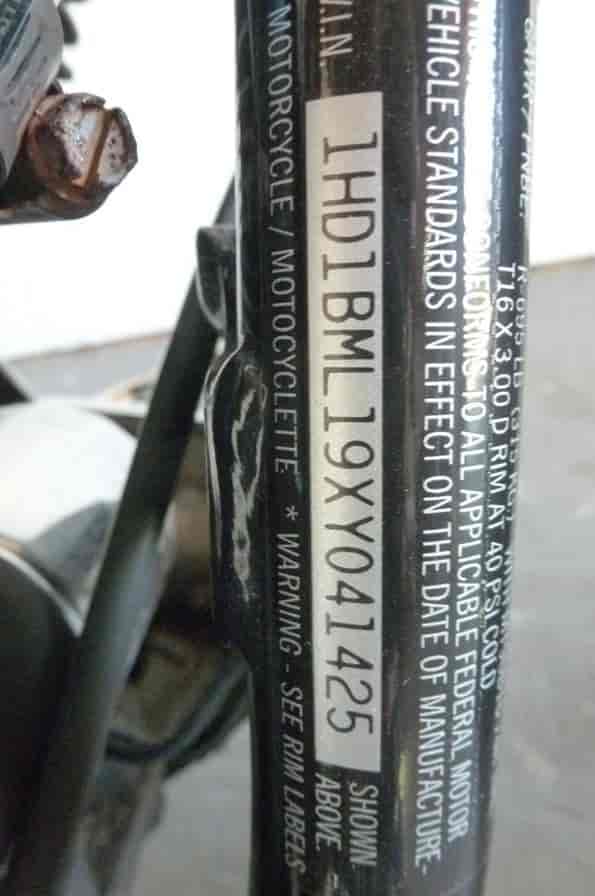 T16 X 3.00 D RIM AT 40 PSI COLD
CONFORMS TO ALL APPLICABLE FEDERAL MOTOR
VEHICLE STANDARDS IN EFFECT ON THE DATE OF MANUFACTURE-
SHOWN
V.I.N. 1HD1BML19XY041425 ABOVE.
MOTORCYCLE / MOTOCYCLETTE * WARNING - SEE RIM LABELS